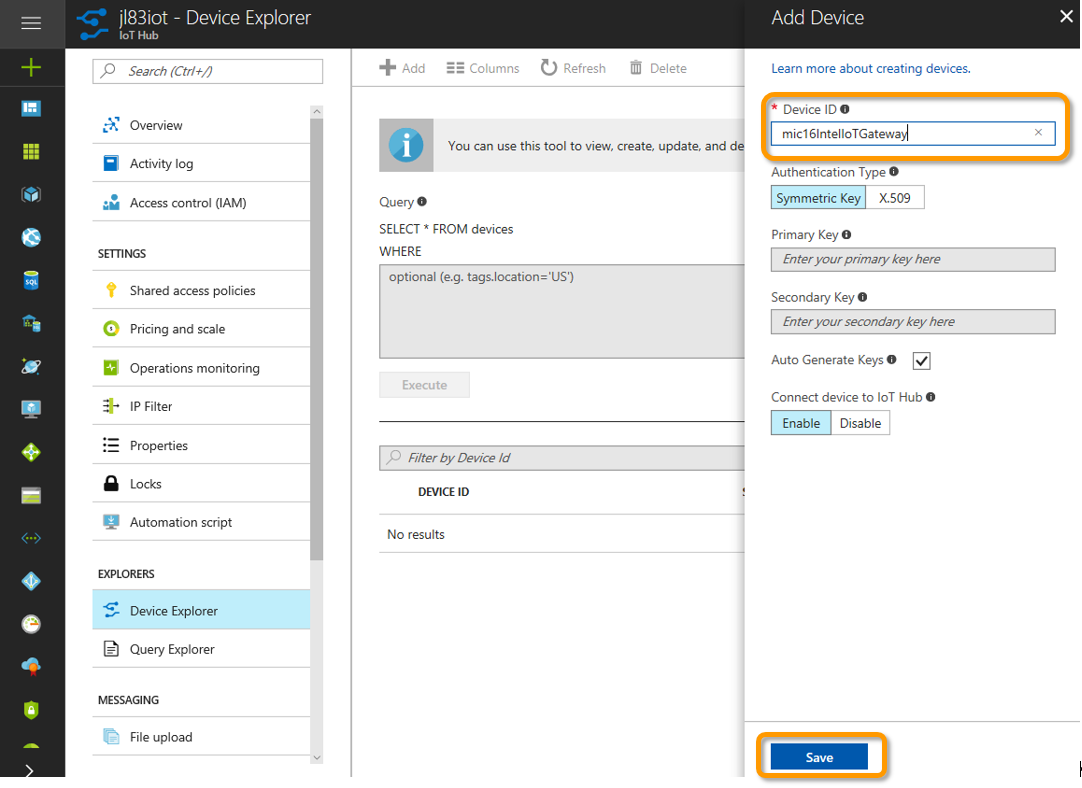 jl83iot - Device Explorer
IoT Hub
Search (Ctrl+/)
Overview
Activity log
Access control (IAM)
SETTINGS
Shared access policies
Pricing and scale
Operations monitoring
IP Filter
Properties
Locks
Automation script
EXPLORERS
Device Explorer
Query Explorer
MESSAGING
File upload
Add Columns Refresh Delete
You can use this tool to view, create, update, and de
Query
SELECT * FROM devices
WHERE
optional (e.g. tags.location='US')
Execute
Filter by Device Id
DEVICE ID
No results
Add Device
Learn more about creating devices.
* Device ID
mic16IntelIoTGateway
Authentication Type
Symmetric Key X.509
Primary Key
Enter your primary key here
Secondary Key
Enter your secondary key here
Auto Generate Keys
Connect device to IoT Hub
Enable Disable
Save